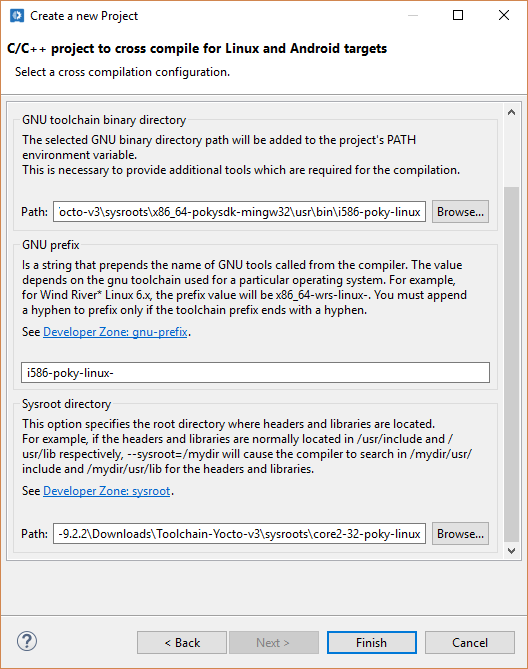 Create a new Project
C/C++ project to cross compile for Linux and Android targets
Select a cross compilation configuration.
GNU toolchain binary directory
The selected GNU binary directory path will be added to the project's PATH
environment variable.
This is necessary to provide additional tools which are required for the compilation.
Path: octo-v3\sysroots\x86_64-pokysdk-mingw32\usr\bin\i586-poky-linux Browse...
GNU prefix
Is a string that prepends the name of GNU tools called from the compiler. The value
depends on the gnu toolchain used for a particular operating system. For example,
for Wind River* Linux 6.x, the prefix value will be x86_64-wrs-linux-. You must append
a hyphen to prefix only if the toolchain prefix ends with a hyphen.
See Developer Zone: gnu-prefix.
i586-poky-linux-
Sysroot directory
This option specifies the root directory where headers and libraries are located.
For example, if the headers and libraries are normally located in /usr/include and /
usr/lib respectively, --sysroot=/mydir will cause the compiler to search in /mydir/usr/
include and /mydir/usr/lib for the headers and libraries.
See Developer Zone: sysroot.
Path: -9.2.2\Downloads\Toolchain-Yocto-v3\sysroots\core2-32-poky-linux Browse...
? < Back Next > Finish Cancel